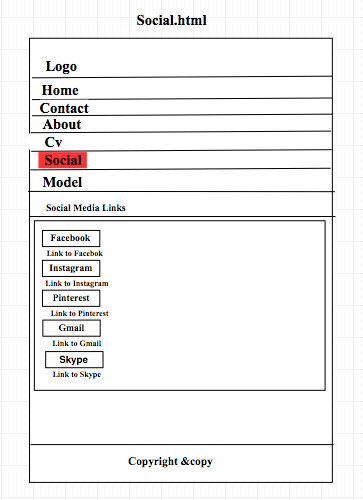 Social.html
Logo
Home
Contact
About
Cv
Social
Model
Social Media Links
Facebook
Link to Facebok
Instagram
Link to Instagram
Pinterest
Link to Pinterest
Gmail
Link to Gmail
Skype
Link to Skype
Copyright &copy